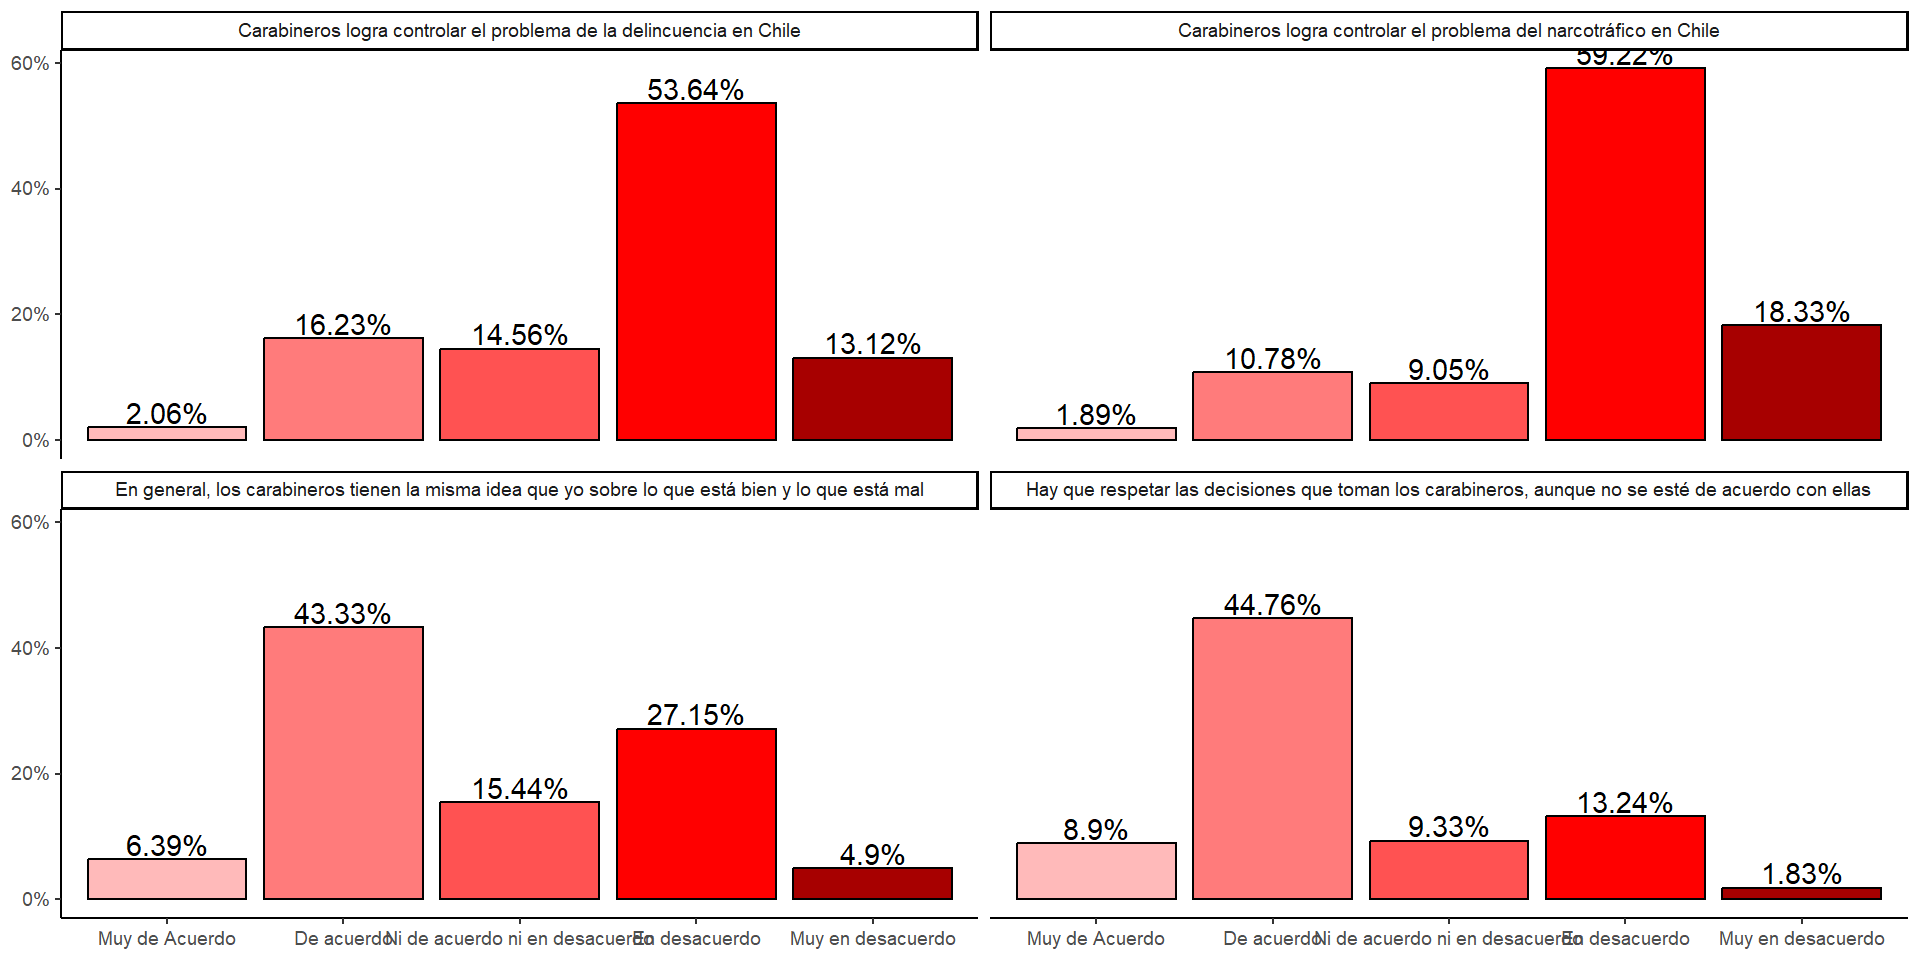 Carabineros logra controlar el problema de la delincuencia en Chile
60%
40%
20%
0%
2.06%
16.23%
14.56%
53.64%
13.12%
Carabineros logra controlar el problema del narcotráfico en Chile
1.89%
10.78%
9.05%
59.22%
18.33%
En general, los carabineros tienen la misma idea que yo sobre lo que está bien y lo que está mal
60%
40%
20%
0%
6.39%
43.33%
15.44%
27.15%
4.9%
Muy de Acuerdo
De acuerdo
Ni de acuerdo ni en desacuerdo
En desacuerdo
Muy en desacuerdo
Hay que respetar las decisiones que toman los carabineros, aunque no se esté de acuerdo con ellas
8.9%
44.76%
9.33%
13.24%
1.83%
Muy de Acuerdo
De acuerdo
Ni de acuerdo ni en desacuerdo
En desacuerdo
Muy en desacuerdo